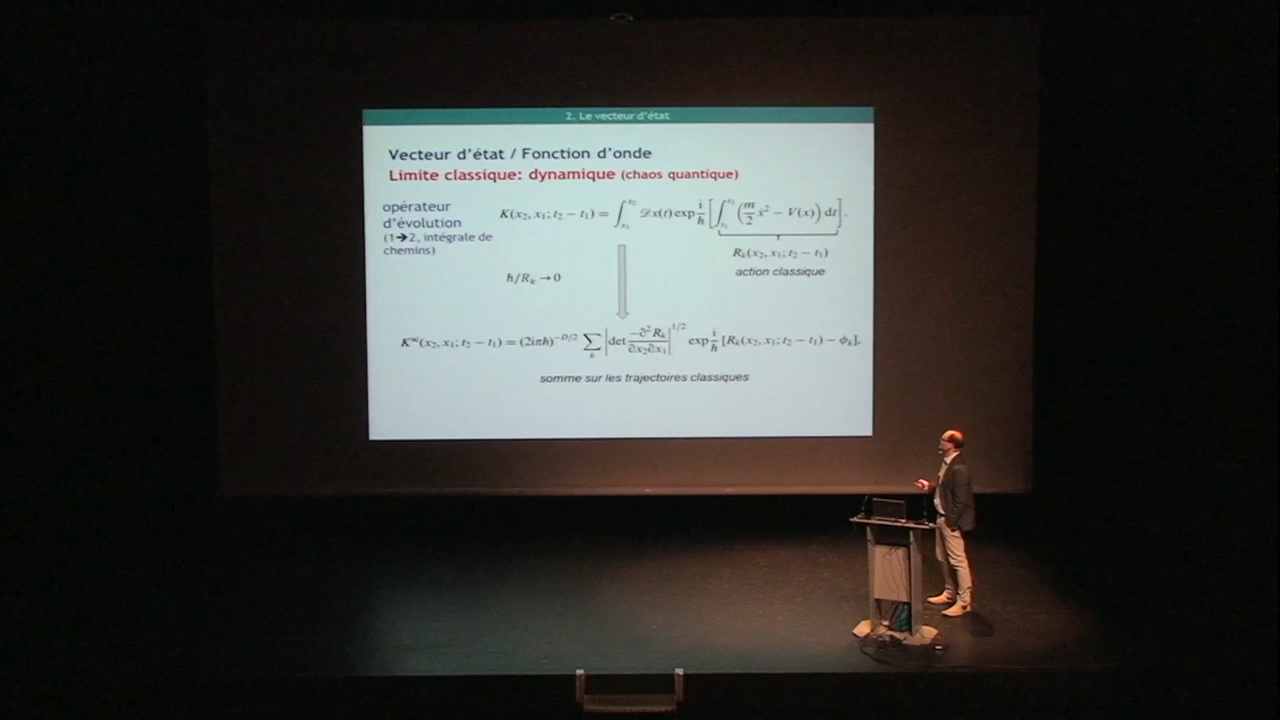 2. Le vecteur d'état
Vecteur d'état / Fonction d'onde
Limite classique: dynamique (chaos quantique)
opérateur
d'évolution
(1➔2, intégrale de
chemins)
K(x₂, x₁; t₂ − t₁) = ∫_{x₁}^{x₂} 𝒟x(t) exp i/ħ [∫_{t₁}^{t₂} (m/2 ẋ² − V(x)) dt].
R_k(x₂, x₁; t₂ − t₁)
action classique
ħ/R_k → 0
K^{sc}(x₂, x₁; t₂ − t₁) = (2iπħ)^{−D/2} ∑_k |det −∂²R_k/∂x₂∂x₁|^{1/2} exp i/ħ [R_k(x₂, x₁; t₂ − t₁) − ϕ_k].
somme sur les trajectoires classiques